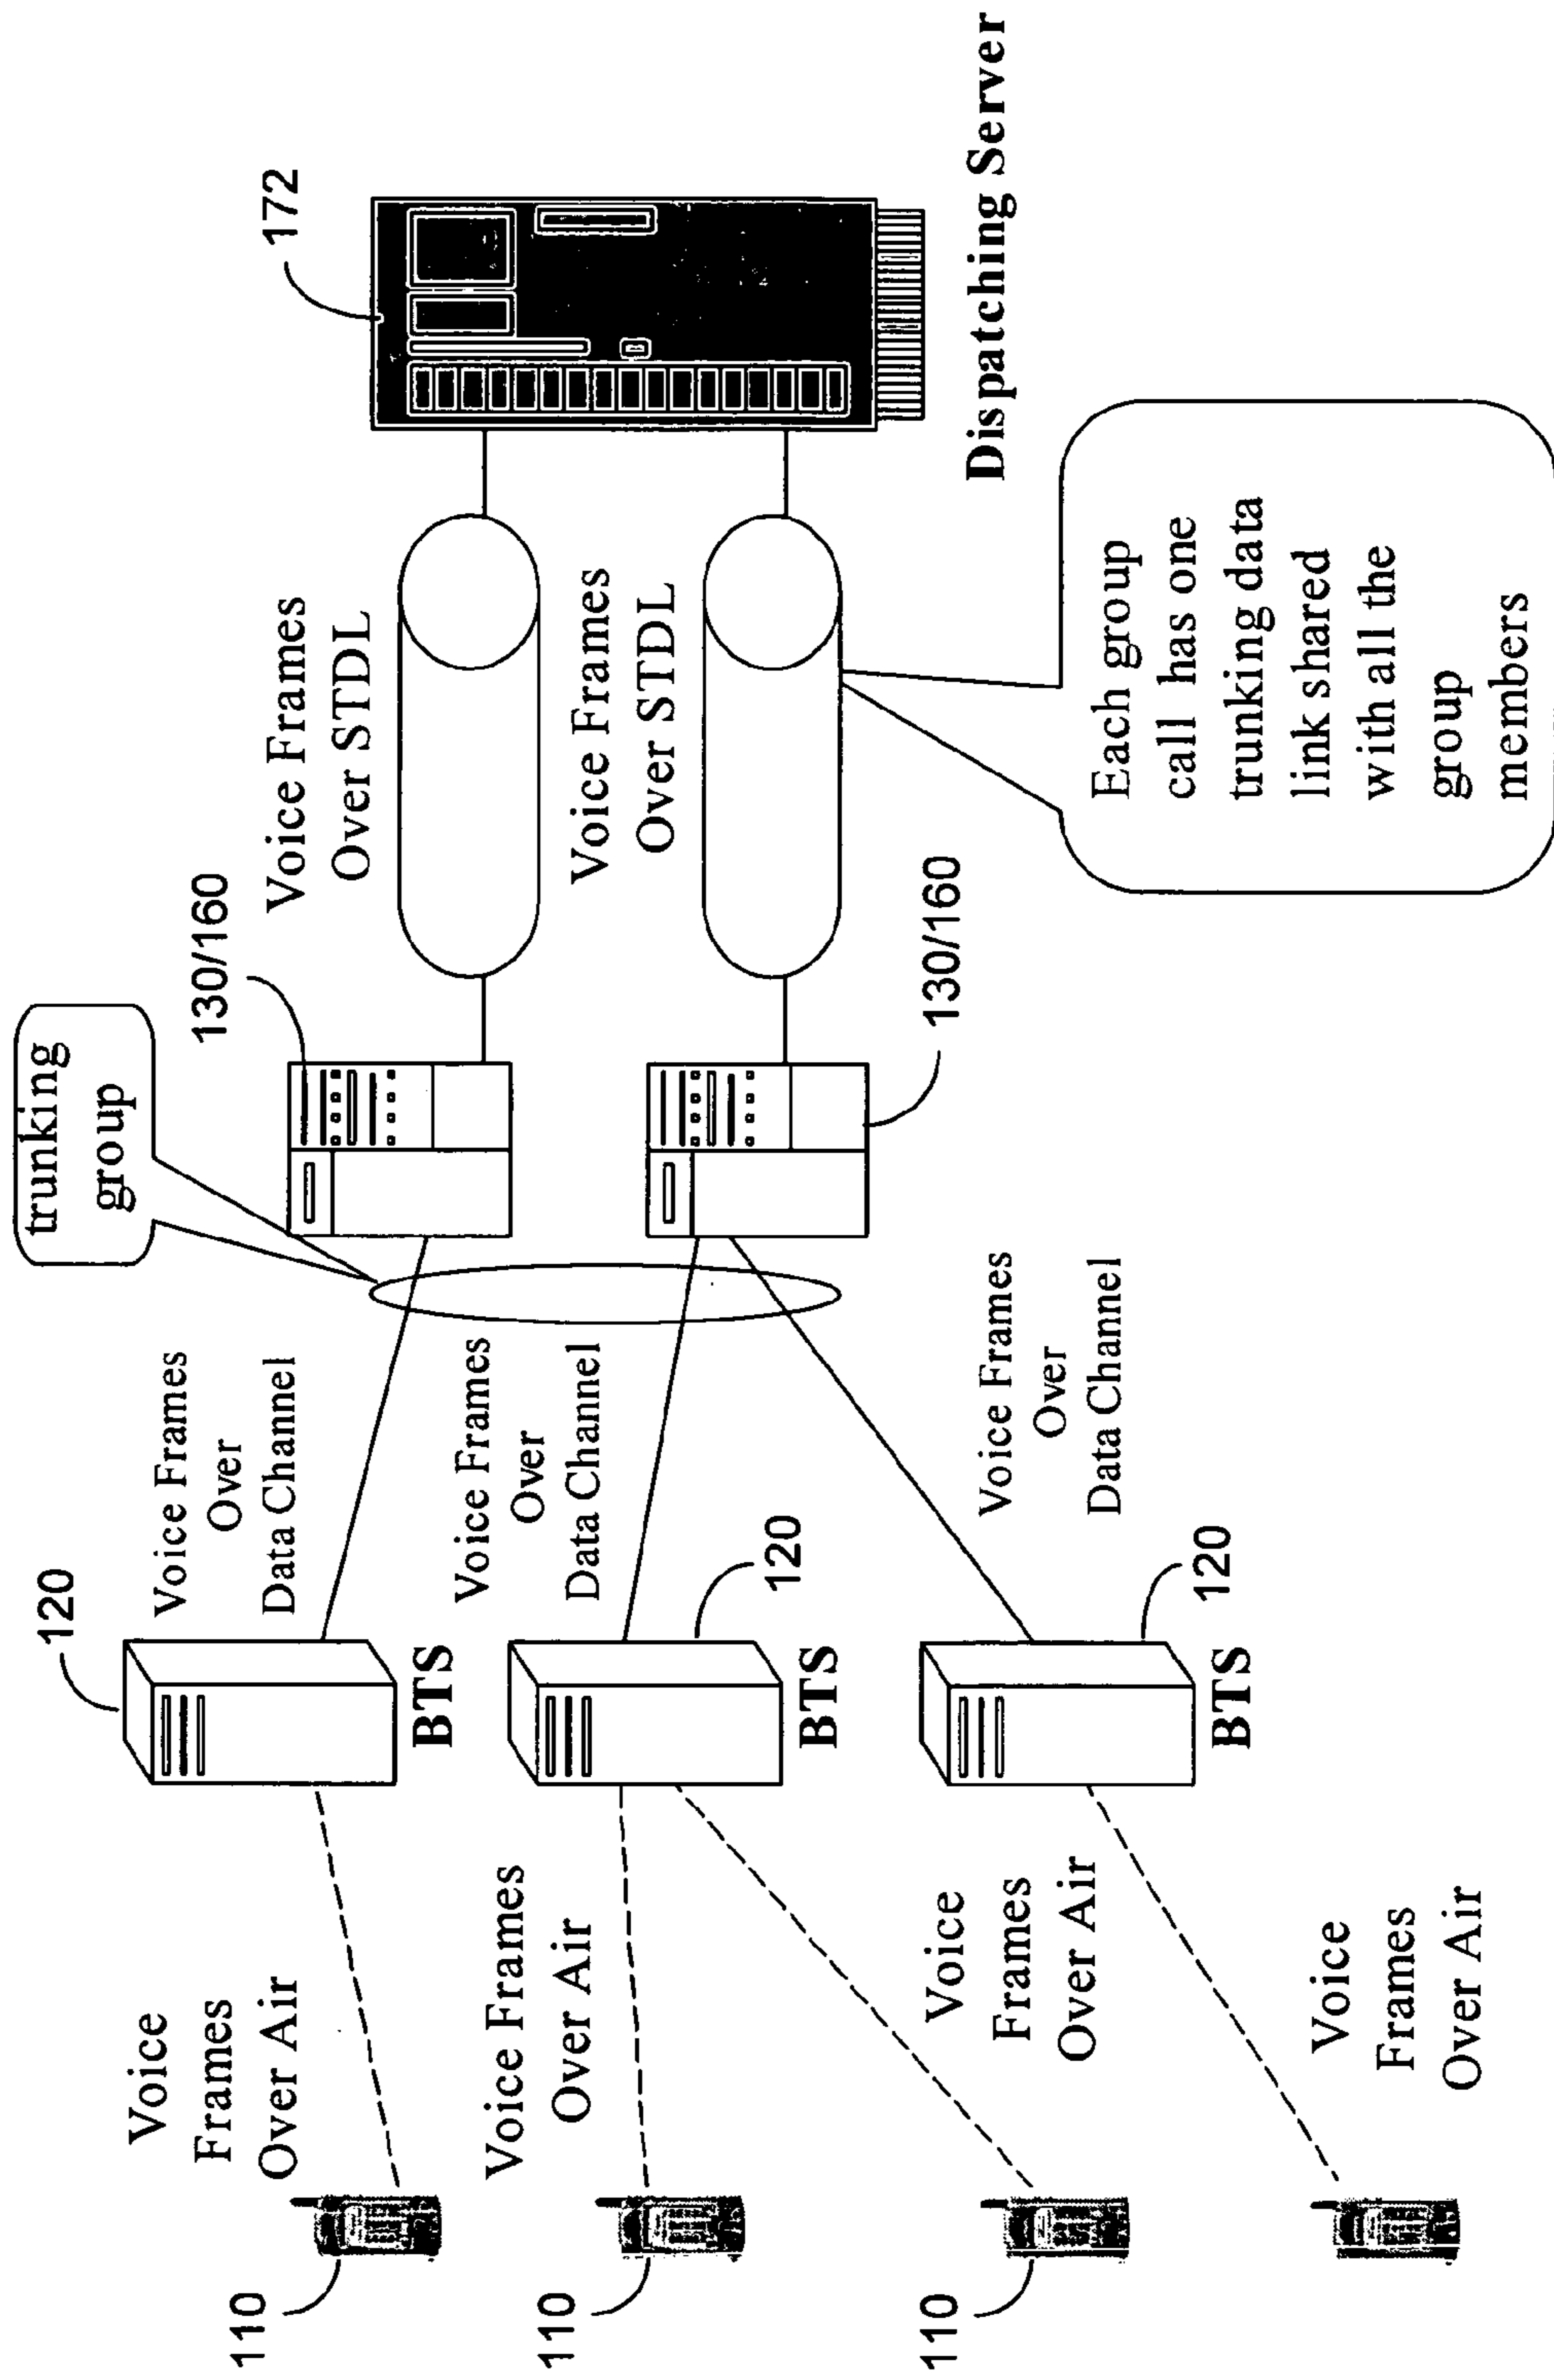 trunking
group
130/160
Voice Frames
Over STDL
172
120
Voice Frames
Over
Data Channel
Voice
Frames
Over Air
110
BTS
Voice Frames
Over
Data Channel
Voice Frames
Over STDL
Voice Frames
Over Air
110
120
BTS
130/160
Dispatching Server
Voice Frames
Over
Data Channel
Voice
Frames
Over Air
110
120
BTS
Each group
call has one
trunking data
link shared
with all the
group
members
Voice
Frames
Over Air